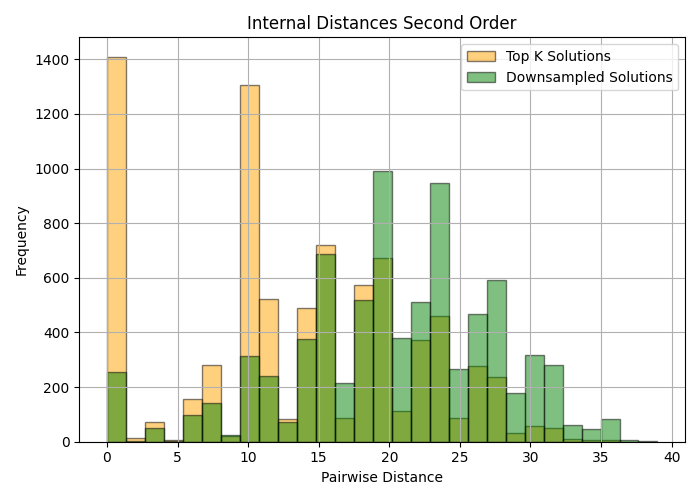 Internal Distances Second Order
Top K Solutions
Downsampled Solutions
Frequency
1400
1200
1000
800
600
400
200
0
0 5 10 15 20 25 30 35 40
Pairwise Distance